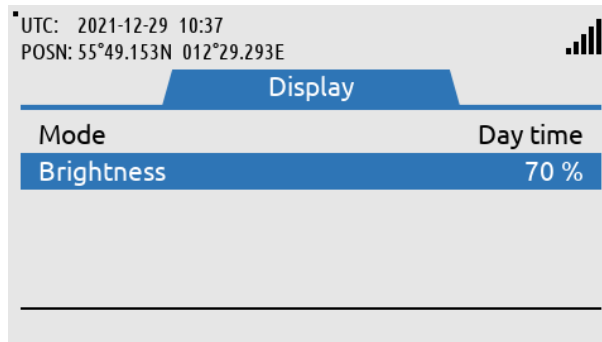 UTC: 2021-12-29 10:37
POSN: 55°49.153N 012°29.293E
Display
Mode Day time
Brightness 70 %